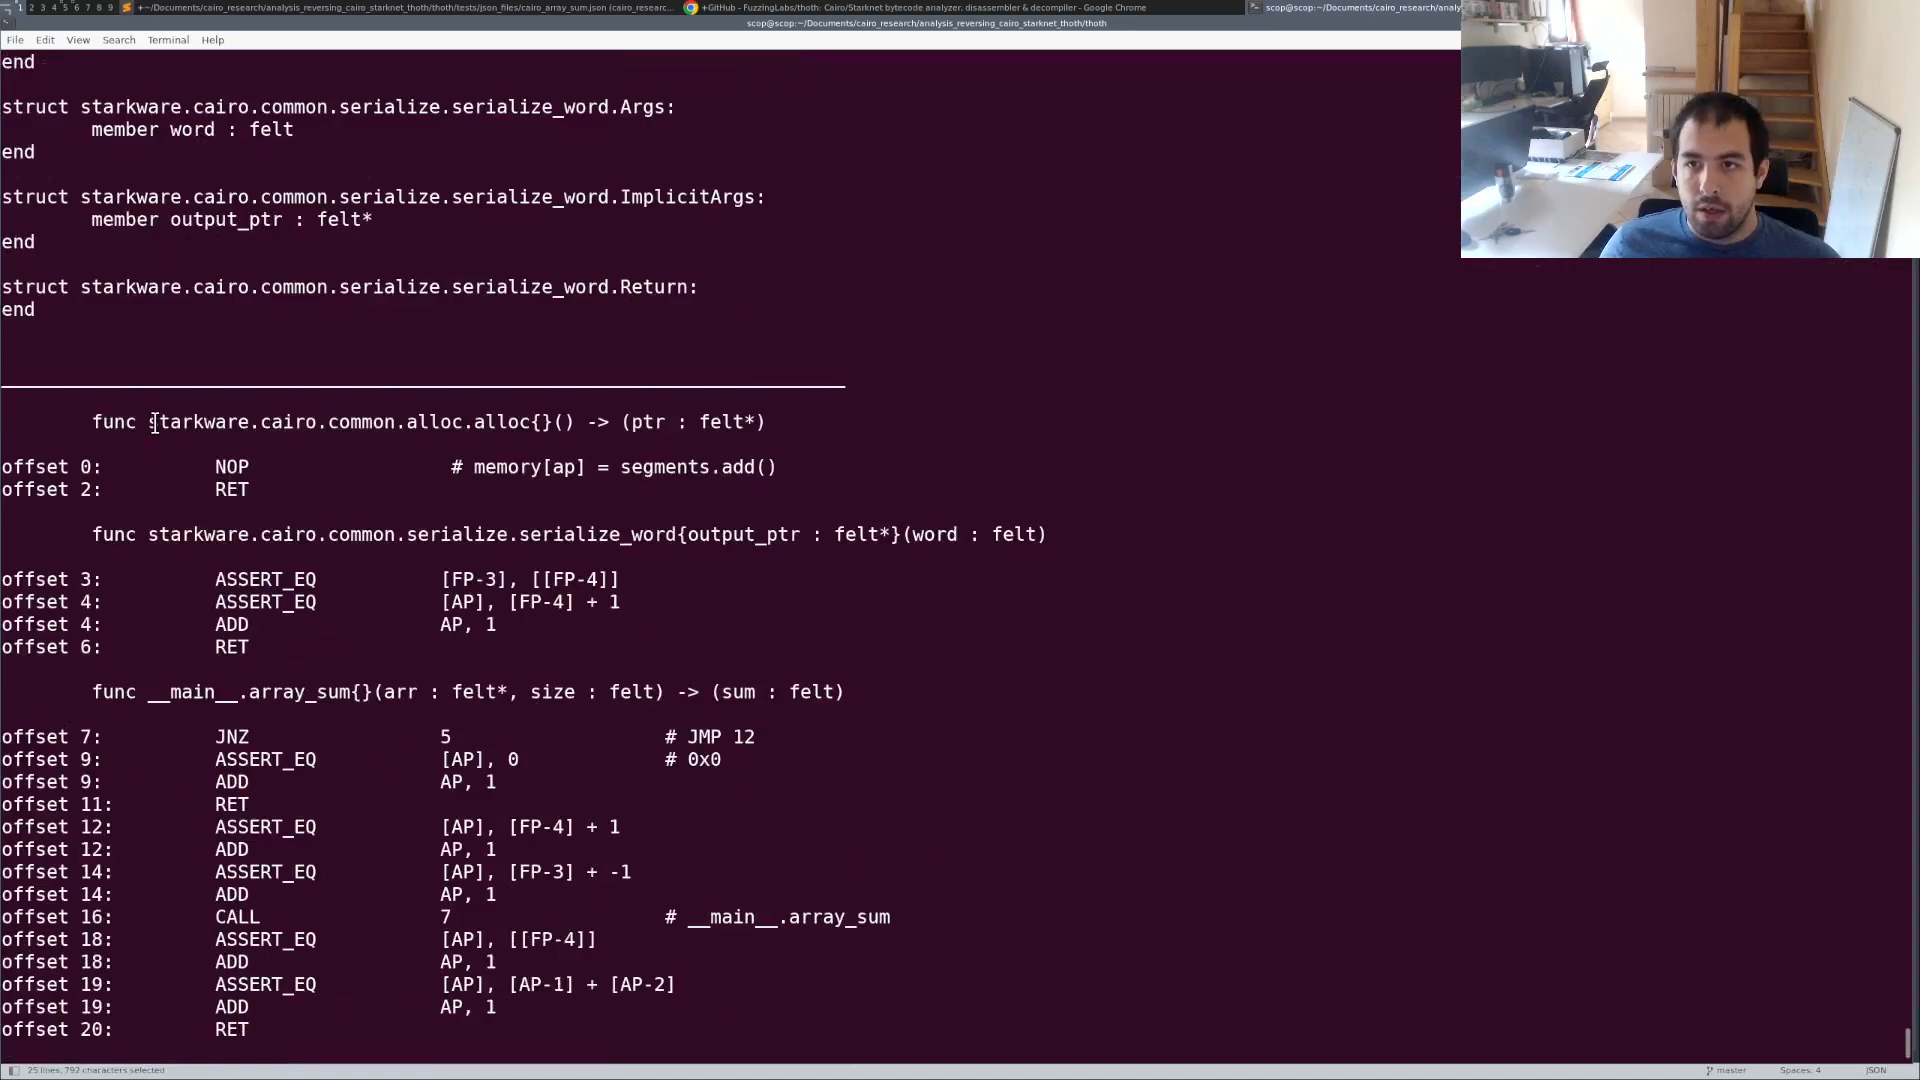 1 2 3 4 5 6 7 8 9 +~/Documents/cairo_research/analysis_reversing_cairo_starknet_thoth/thoth/tests/json_files/cairo_array_sum.json (cairo_researc... +GitHub - FuzzingLabs/thoth: Cairo/Starknet bytecode analyzer, disassembler & decompiler - Google Chrome scop@scop:~/Documents/cairo_research/analy
scop@scop:~/Documents/cairo_research/analysis_reversing_cairo_starknet_thoth/thoth
File Edit View Search Terminal Help
end
struct starkware.cairo.common.serialize.serialize_word.Args:
member word : felt
end
struct starkware.cairo.common.serialize.serialize_word.ImplicitArgs:
member output_ptr : felt*
end
struct starkware.cairo.common.serialize.serialize_word.Return:
end
func starkware.cairo.common.alloc.alloc{}() -> (ptr : felt*)
offset 0: NOP # memory[ap] = segments.add()
offset 2: RET
func starkware.cairo.common.serialize.serialize_word{output_ptr : felt*}(word : felt)
offset 3: ASSERT_EQ [FP-3], [[FP-4]]
offset 4: ASSERT_EQ [AP], [FP-4] + 1
offset 4: ADD AP, 1
offset 6: RET
func __main__.array_sum{}(arr : felt*, size : felt) -> (sum : felt)
offset 7: JNZ 5 # JMP 12
offset 9: ASSERT_EQ [AP], 0 # 0x0
offset 9: ADD AP, 1
offset 11: RET
offset 12: ASSERT_EQ [AP], [FP-4] + 1
offset 12: ADD AP, 1
offset 14: ASSERT_EQ [AP], [FP-3] + -1
offset 14: ADD AP, 1
offset 16: CALL 7 # __main__.array_sum
offset 18: ASSERT_EQ [AP], [[FP-4]]
offset 18: ADD AP, 1
offset 19: ASSERT_EQ [AP], [AP-1] + [AP-2]
offset 19: ADD AP, 1
offset 20: RET
25 lines, 792 characters selected master Spaces: 4 JSON